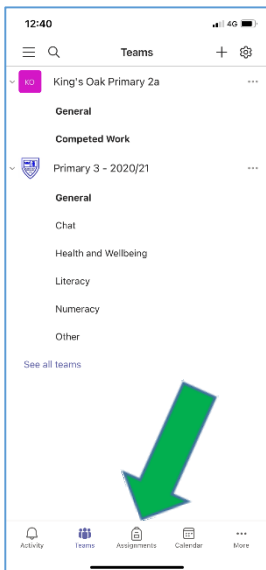 12:40 4G
Teams
KO King's Oak Primary 2a
General
Competed Work
Primary 3 - 2020/21
General
Chat
Health and Wellbeing
Literacy
Numeracy
Other
See all teams
Activity Teams Assignments Calendar More